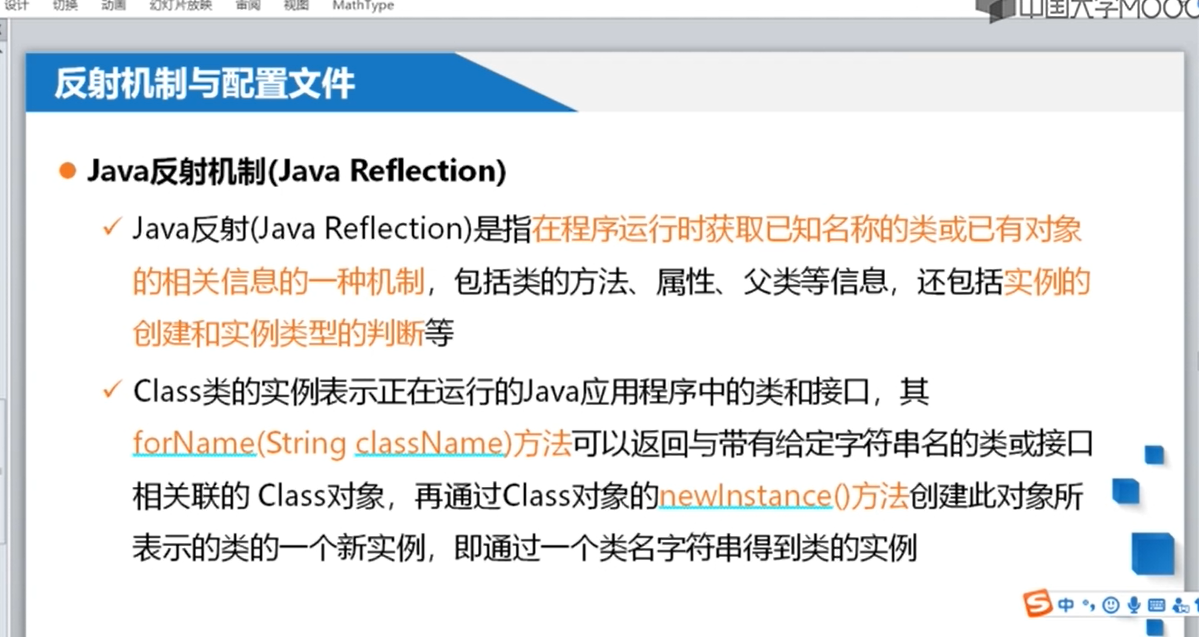 设计 切换 动画 幻灯片放映 审阅 视图 MathType
中国大学MOOC
反射机制与配置文件
Java反射机制(Java Reflection)
Java反射(Java Reflection)是指在程序运行时获取已知名称的类或已有对象
的相关信息的一种机制，包括类的方法、属性、父类等信息，还包括实例的
创建和实例类型的判断等
Class类的实例表示正在运行的Java应用程序中的类和接口，其
forName(String className)方法可以返回与带有给定字符串名的类或接口
相关联的 Class对象，再通过Class对象的newInstance()方法创建此对象所
表示的类的一个新实例，即通过一个类名字符串得到类的实例
中